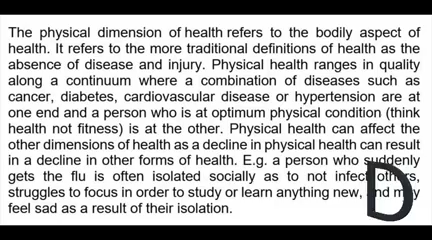 The physical dimension of health refers to the bodily aspect of
health. It refers to the more traditional definitions of health as the
absence of disease and injury. Physical health ranges in quality
along a continuum where a combination of diseases such as
cancer, diabetes, cardiovascular disease or hypertension are at
one end and a person who is at optimum physical condition (think
health not fitness) is at the other. Physical health can affect the
other dimensions of health as a decline in physical health can result
in a decline in other forms of health. E.g. a person who suddenly
gets the flu is often isolated socially as to not infect others,
struggles to focus in order to study or learn anything new, and may
feel sad as a result of their isolation.
D